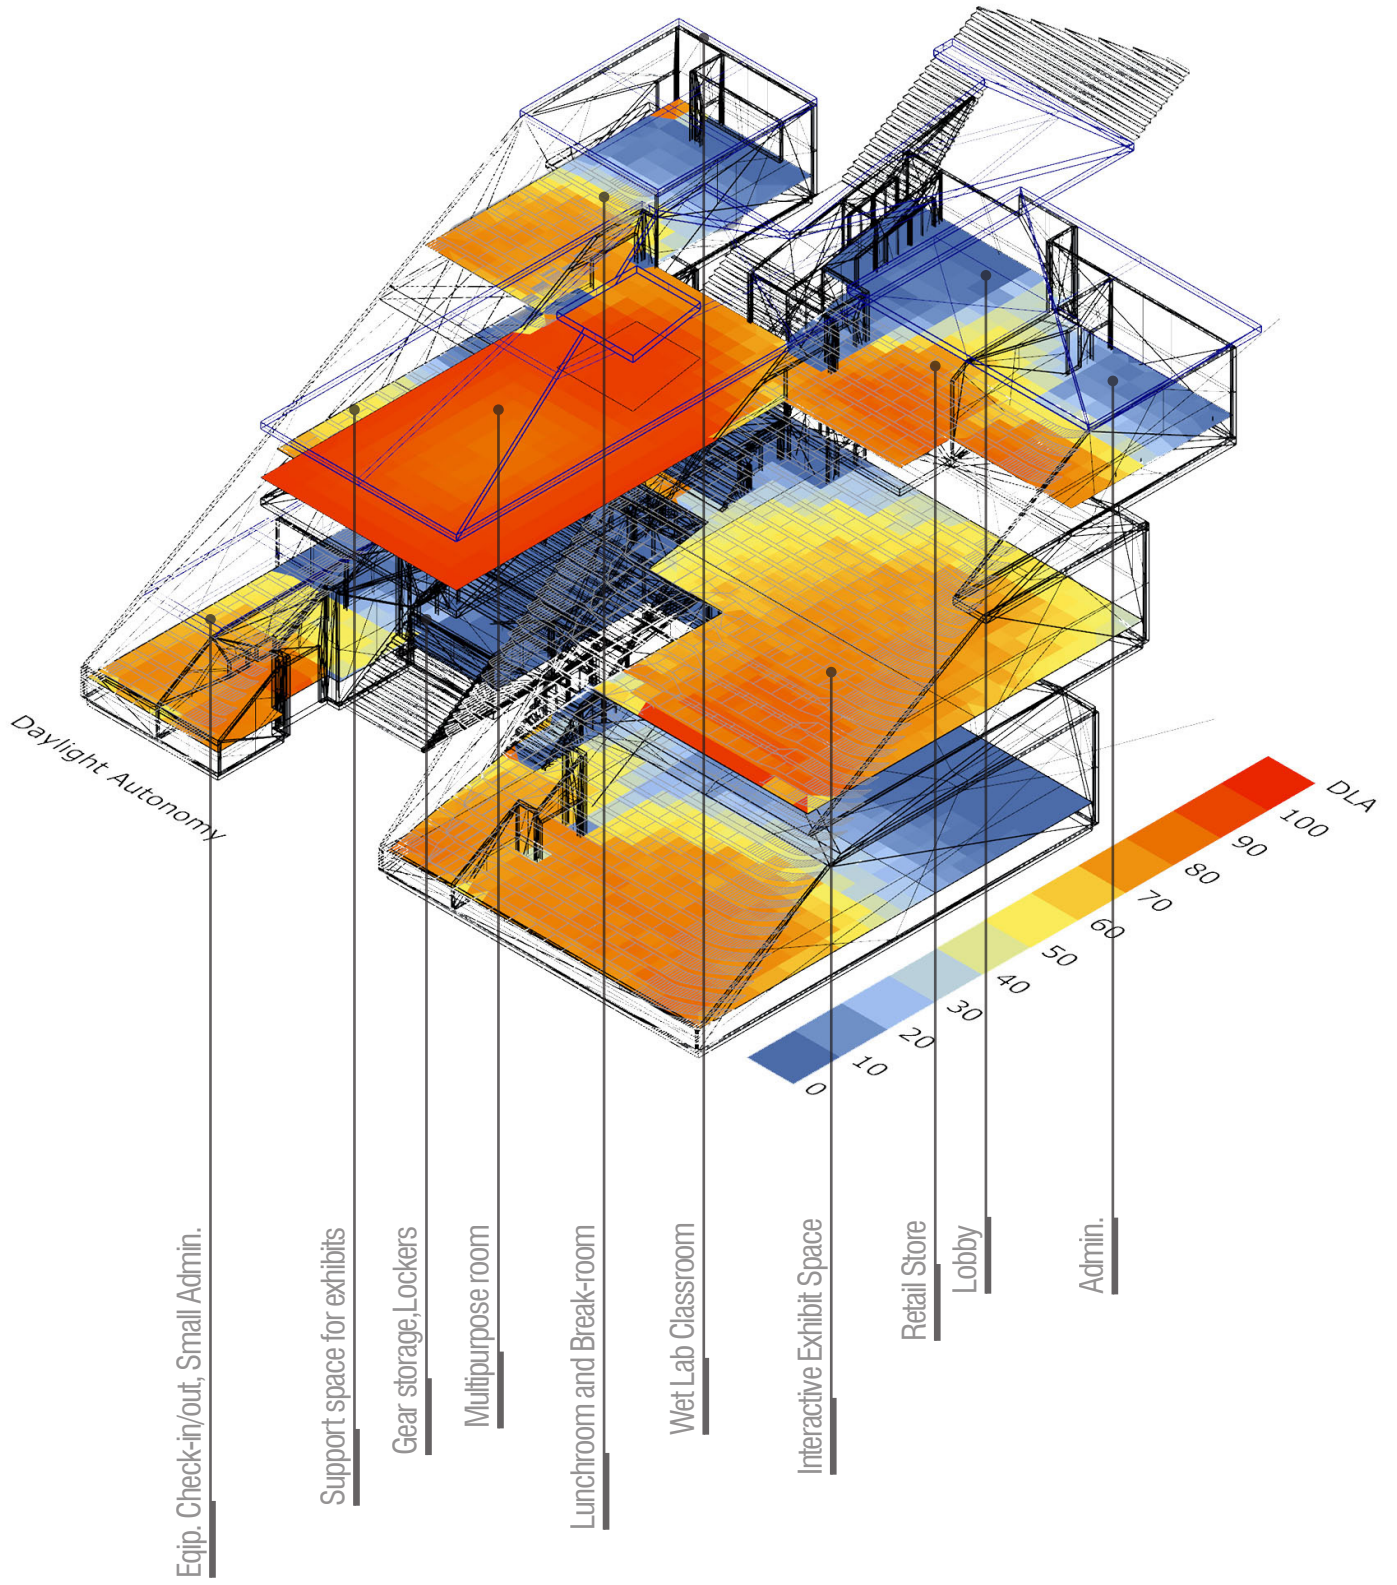 Daylight Autonomy
DLA
100
90
80
70
60
50
40
30
20
10
0
Eqip. Check-in/out, Small Admin.
Support space for exhibits
Gear storage,Lockers
Multipurpose room
Lunchroom and Break-room
Wet Lab Classroom
Interactive Exhibit Space
Retail Store
Lobby
Admin.